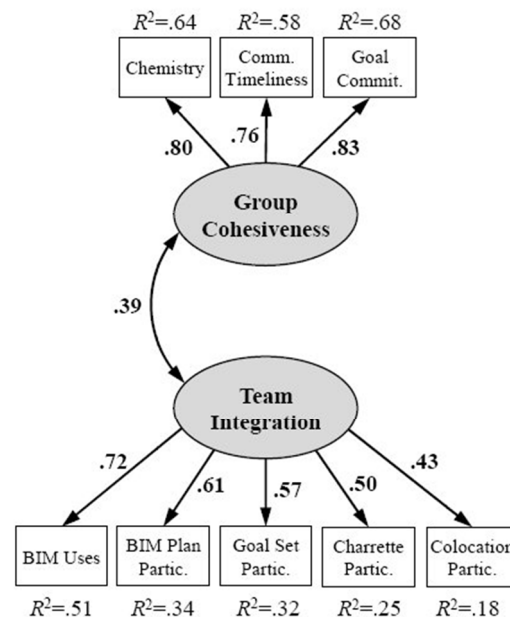 R²=.64 R²=.58 R²=.68
Chemistry
Comm.
Timeliness
Goal
Commit.
.80 .76 .83
Group
Cohesiveness
.39
Team
Integration
.72 .61 .57 .50 .43
BIM Uses
BIM Plan
Partic.
Goal Set
Partic.
Charrette
Partic.
Colocation
Partic.
R²=.51 R²=.34 R²=.32 R²=.25 R²=.18